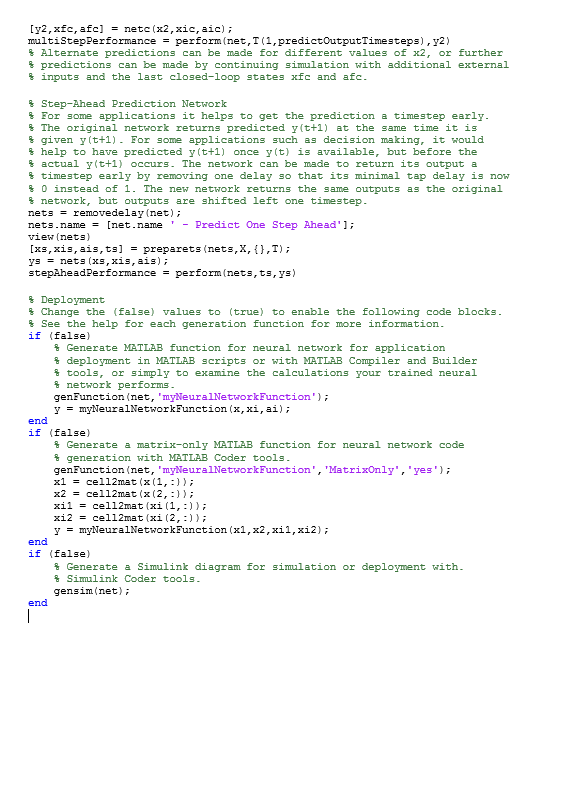 [y2,xfc,afc] = netc(x2,xic,aic);
multiStepPerformance = perform(net,T(1,predictOutputTimesteps),y2)
% Alternate predictions can be made for different values of x2, or further
% predictions can be made by continuing simulation with additional external
% inputs and the last closed-loop states xfc and afc.

% Step-Ahead Prediction Network
% For some applications it helps to get the prediction a timestep early.
% The original network returns predicted y(t+1) at the same time it is
% given y(t+1). For some applications such as decision making, it would
% help to have predicted y(t+1) once y(t) is available, but before the
% actual y(t+1) occurs. The network can be made to return its output a
% timestep early by removing one delay so that its minimal tap delay is now
% 0 instead of 1. The new network returns the same outputs as the original
% network, but outputs are shifted left one timestep.
nets = removedelay(net);
nets.name = [net.name ' - Predict One Step Ahead'];
view(nets)
[xs,xis,ais,ts] = preparets(nets,X,{},T);
ys = nets(xs,xis,ais);
stepAheadPerformance = perform(nets,ts,ys)

% Deployment
% Change the (false) values to (true) to enable the following code blocks.
% See the help for each generation function for more information.
if (false)
    % Generate MATLAB function for neural network for application
    % deployment in MATLAB scripts or with MATLAB Compiler and Builder
    % tools, or simply to examine the calculations your trained neural
    % network performs.
    genFunction(net,'myNeuralNetworkFunction');
    y = myNeuralNetworkFunction(x,xi,ai);
end
if (false)
    % Generate a matrix-only MATLAB function for neural network code
    % generation with MATLAB Coder tools.
    genFunction(net,'myNeuralNetworkFunction','MatrixOnly','yes');
    x1 = cell2mat(x(1,:));
    x2 = cell2mat(x(2,:));
    xi1 = cell2mat(xi(1,:));
    xi2 = cell2mat(xi(2,:));
    y = myNeuralNetworkFunction(x1,x2,xi1,xi2);
end
if (false)
    % Generate a Simulink diagram for simulation or deployment with.
    % Simulink Coder tools.
    gensim(net);
end